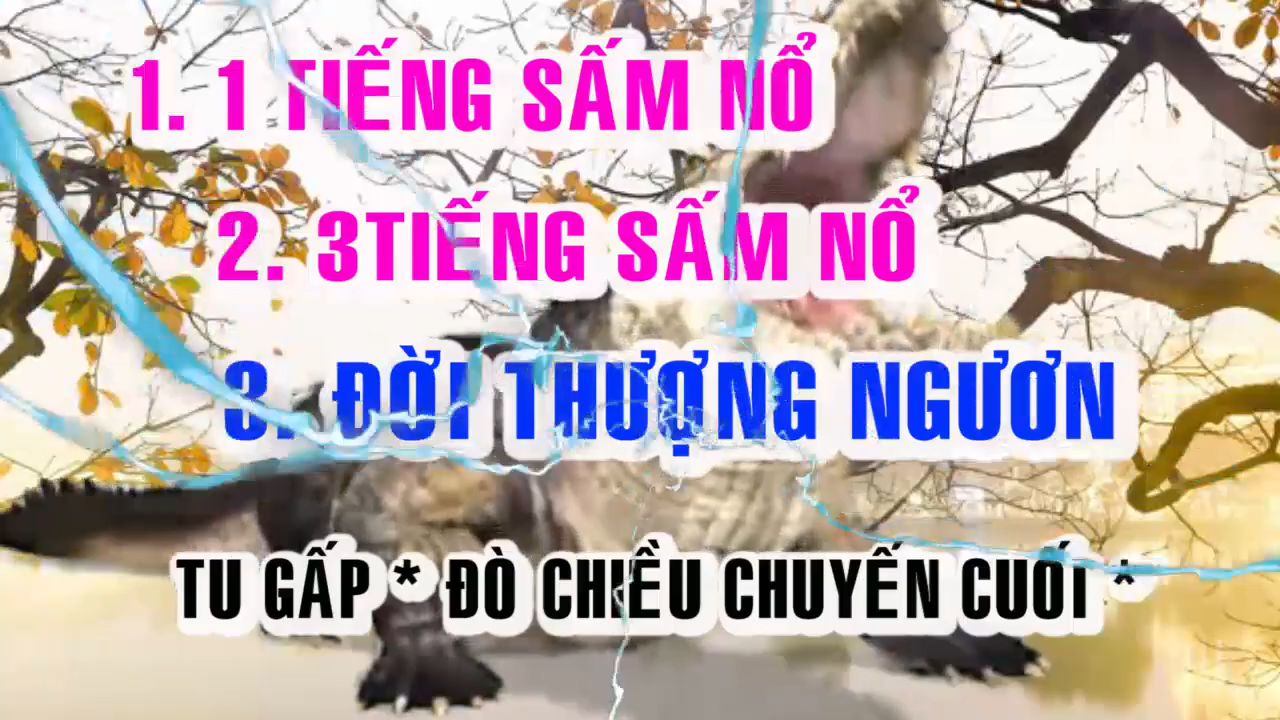 1. 1 TIẾNG SẤM NỔ
2. 3TIẾNG SẤM NỔ
3. ĐỜI THƯỢNG NGƯƠN
TU GẤP * ĐÒ CHIỀU CHUYẾN CUỐI *